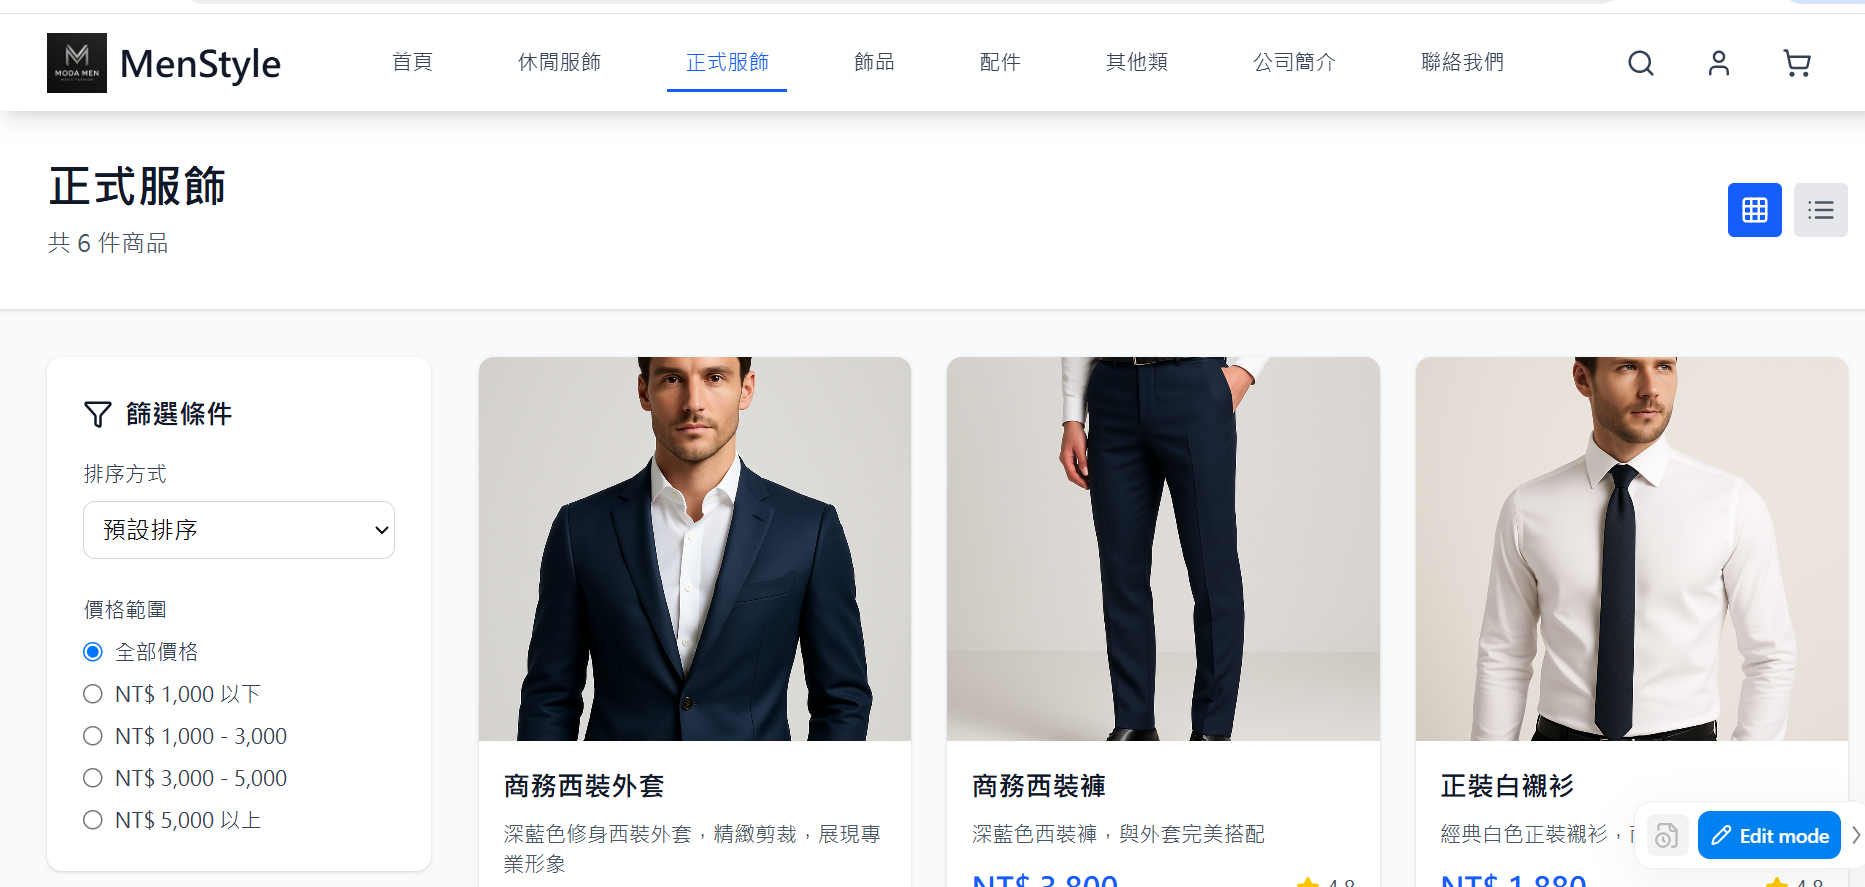 MODA MEN
MenStyle
首頁
休閒服飾
正式服飾
飾品
配件
其他類
公司簡介
聯絡我們
正式服飾
共 6 件商品
篩選條件
排序方式
預設排序
價格範圍
全部價格
NT$ 1,000 以下
NT$ 1,000 - 3,000
NT$ 3,000 - 5,000
NT$ 5,000 以上
商務西裝外套
深藍色修身西裝外套，精緻剪裁，展現專
業形象
商務西裝褲
深藍色西裝褲，與外套完美搭配
NT$ 3,800
4.8
正裝白襯衫
經典白色正裝襯衫，
NT$ 1,880
4.8
Edit mode